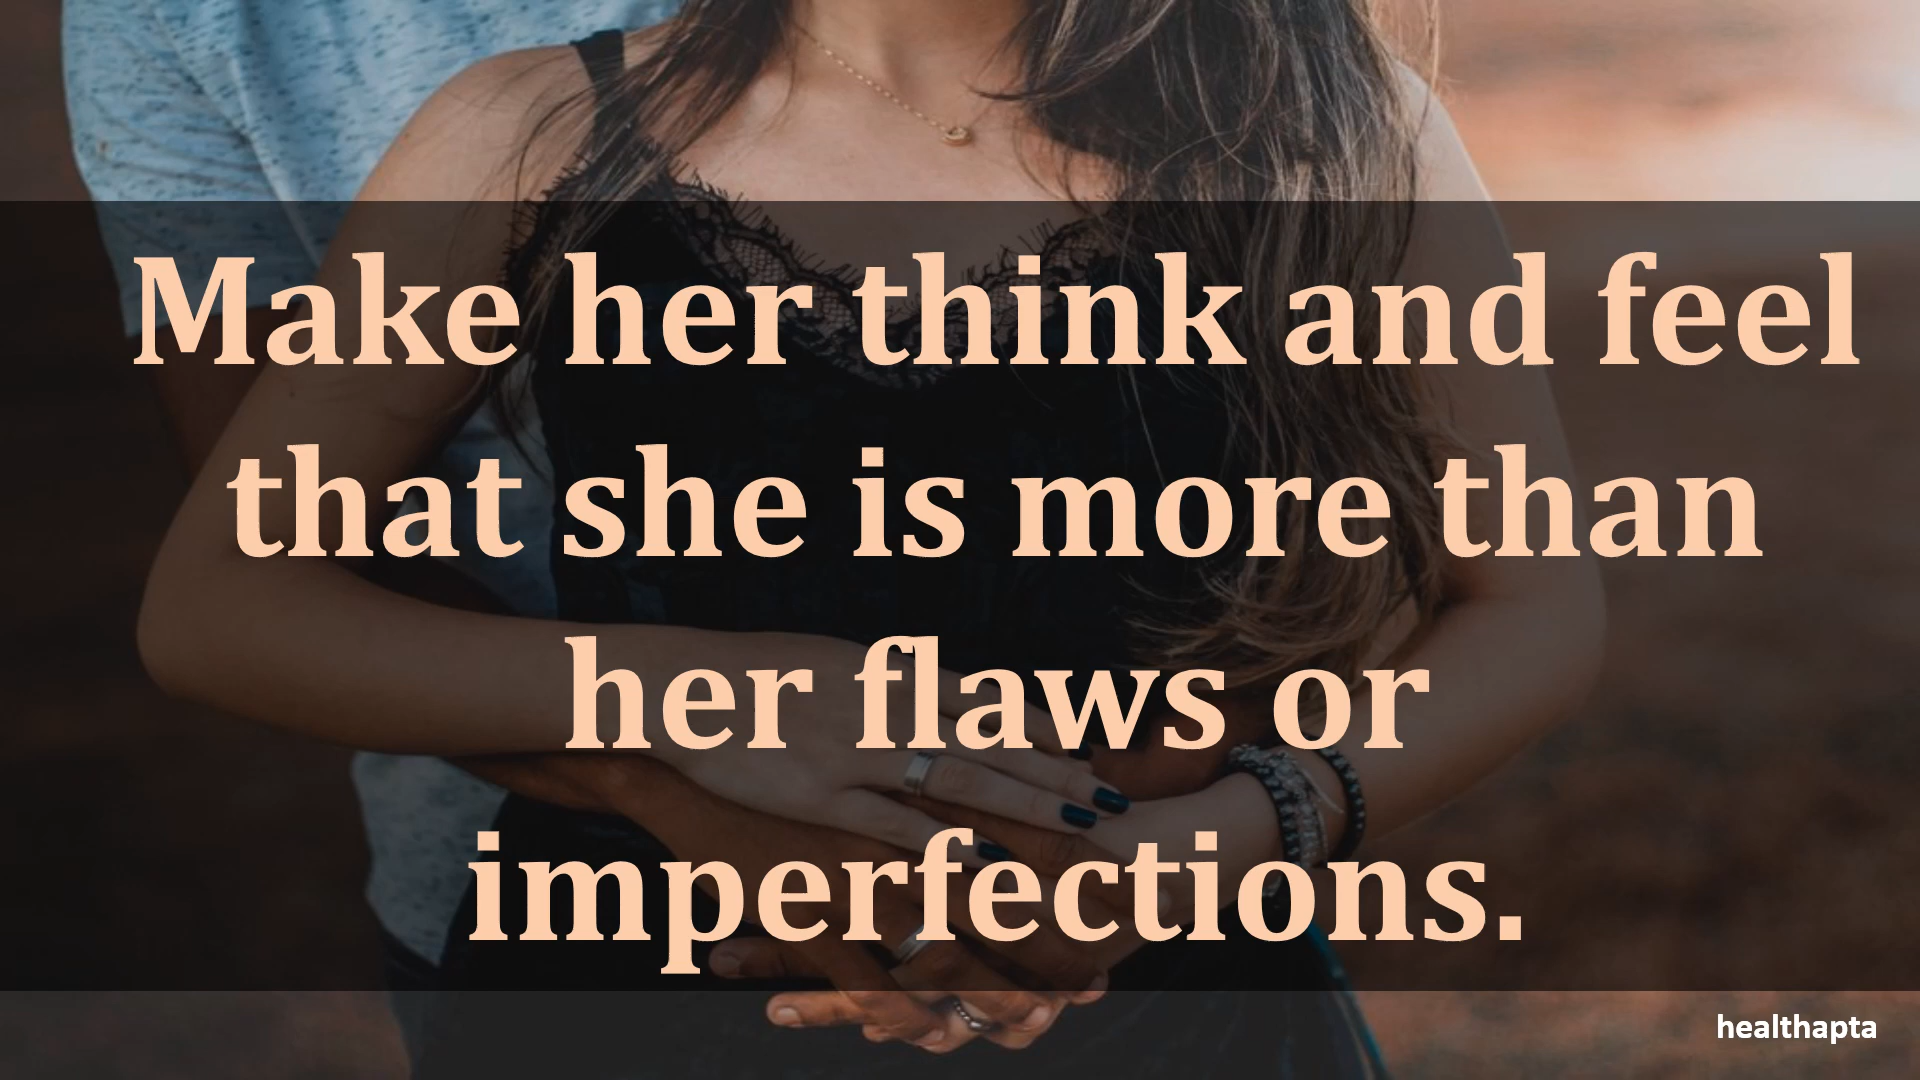 Make her think and feel
that she is more than
her flaws or
imperfections.
healthapta